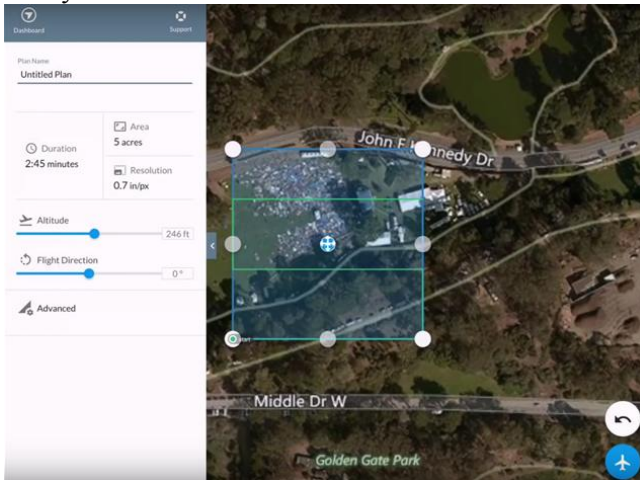 Dashboard
Support
Plan Name
Untitled Plan
Duration
2:45 minutes
Area
5 acres
Resolution
0.7 in/px
Altitude
246 ft
Flight Direction
0 °
Advanced
John F Kennedy Dr
Middle Dr W
Golden Gate Park